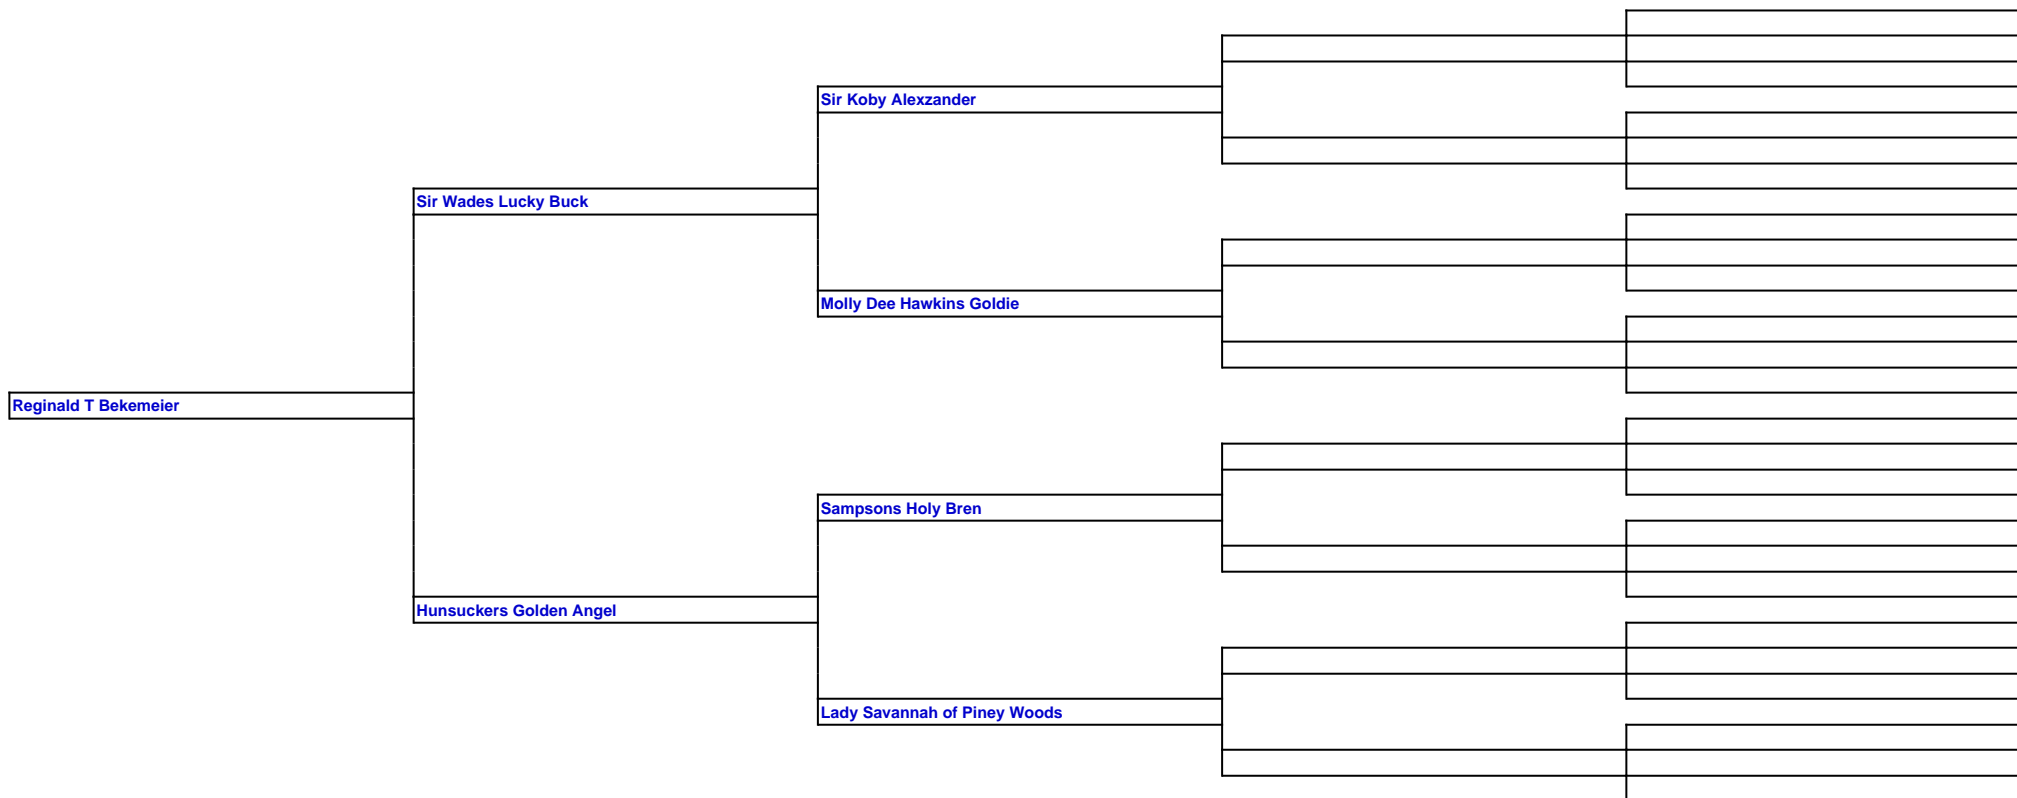 Sir Koby Alexzander
Sir Wades Lucky Buck
Molly Dee Hawkins Goldie
Reginald T Bekemeier
Sampsons Holy Bren
Hunsuckers Golden Angel
Lady Savannah of Piney Woods